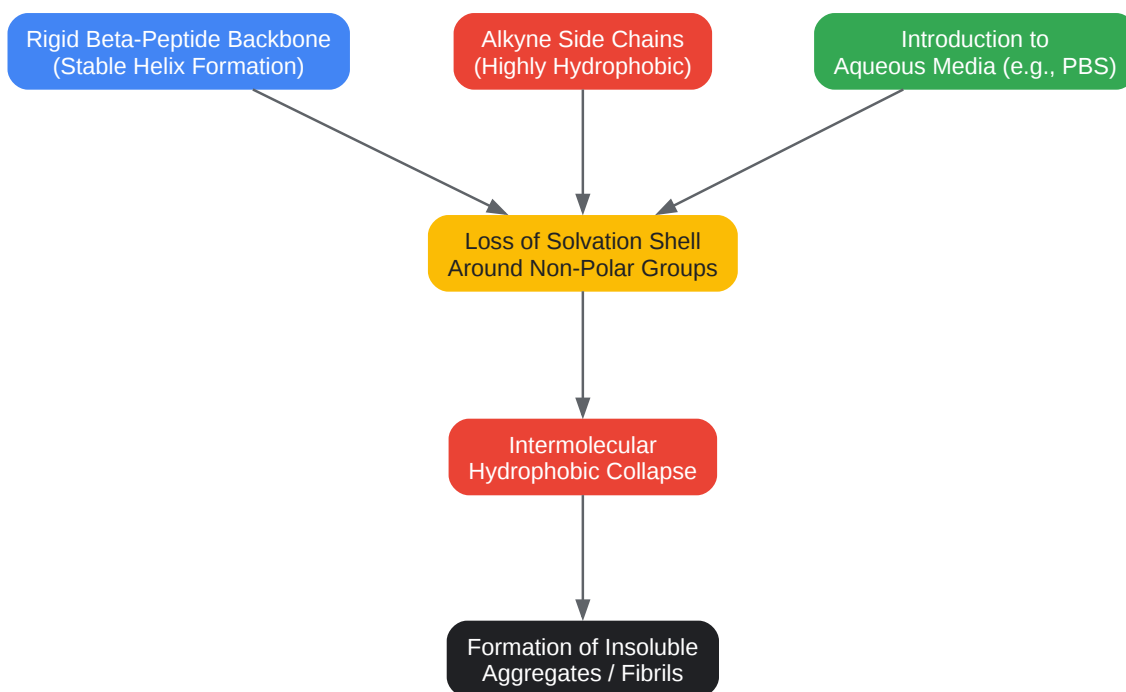 Rigid Beta-Peptide Backbone
(Stable Helix Formation)
Alkyne Side Chains
(Highly Hydrophobic)
Introduction to
Aqueous Media (e.g., PBS)
Loss of Solvation Shell
Around Non-Polar Groups
Intermolecular
Hydrophobic Collapse
Formation of Insoluble
Aggregates / Fibrils